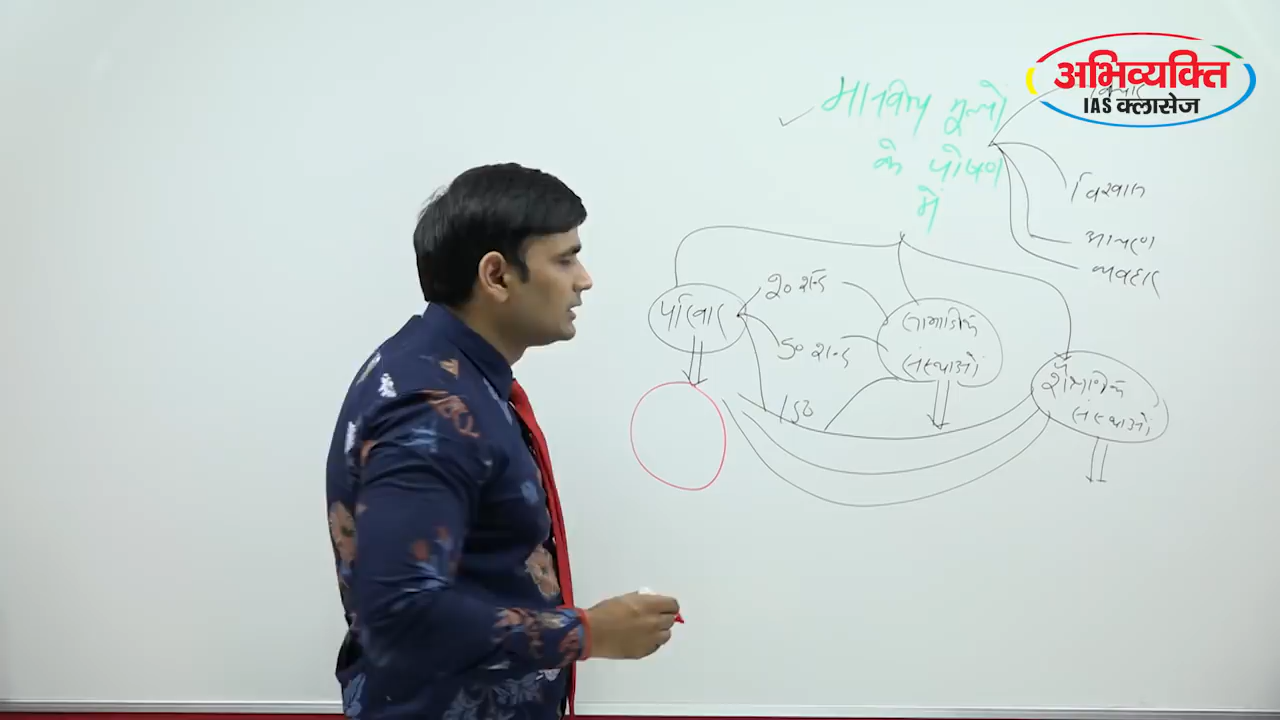 अभिव्यक्ति
IAS क्लासेज
मानवीय मूल्यों
के पोषण
में
विचार
विश्वास
आचरण
व्यवहार
परिवार
20 शब्द
50 शब्द
150
सामाजिक
संस्थाओं
शैक्षणिक
संस्थाओं